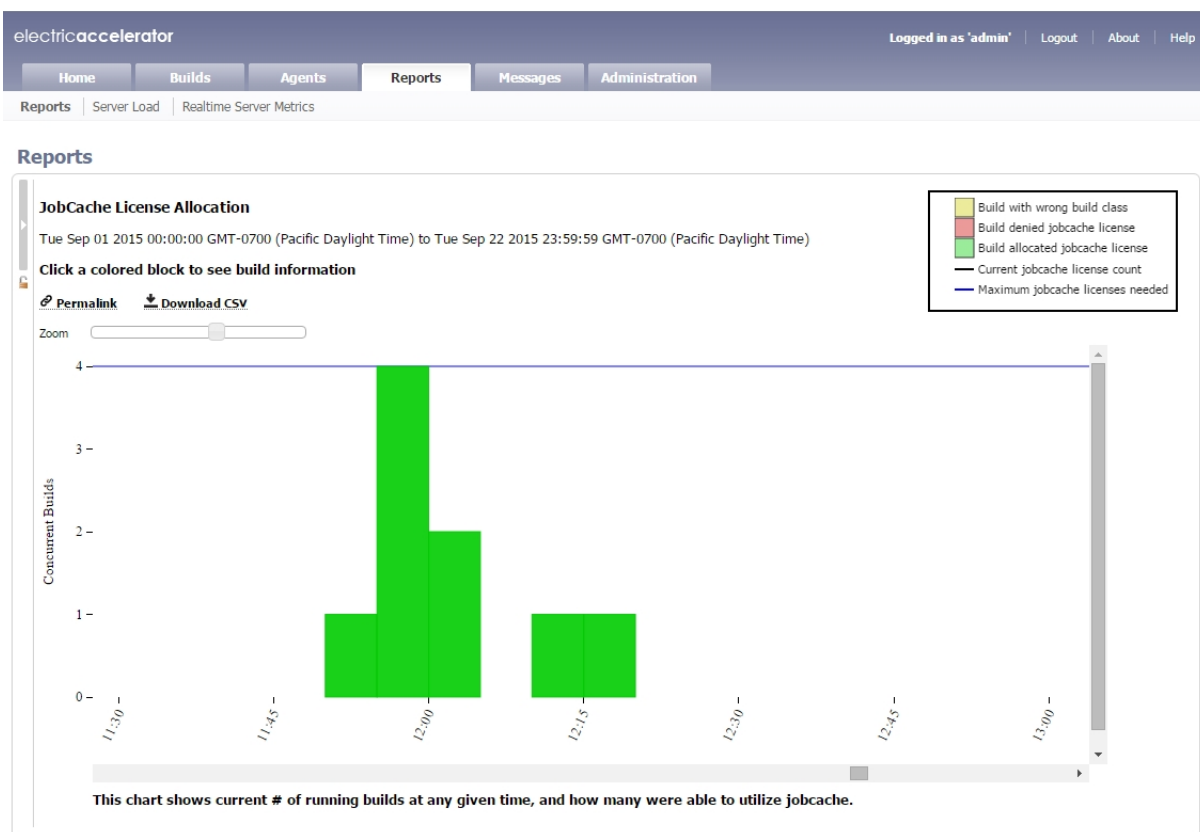 electricaccelerator
Logged in as 'admin' Logout About Help
Home Builds Agents Reports Messages Administration
Reports Server Load Realtime Server Metrics
Reports
JobCache License Allocation
Tue Sep 01 2015 00:00:00 GMT-0700 (Pacific Daylight Time) to Tue Sep 22 2015 23:59:59 GMT-0700 (Pacific Daylight Time)
Click a colored block to see build information
Permalink Download CSV
Zoom
Build with wrong build class
Build denied jobcache license
Build allocated jobcache license
Current jobcache license count
Maximum jobcache licenses needed
4
3
2
1
0
Concurrent Builds
11:30 11:45 12:00 12:15 12:30 12:45 13:00
This chart shows current # of running builds at any given time, and how many were able to utilize jobcache.